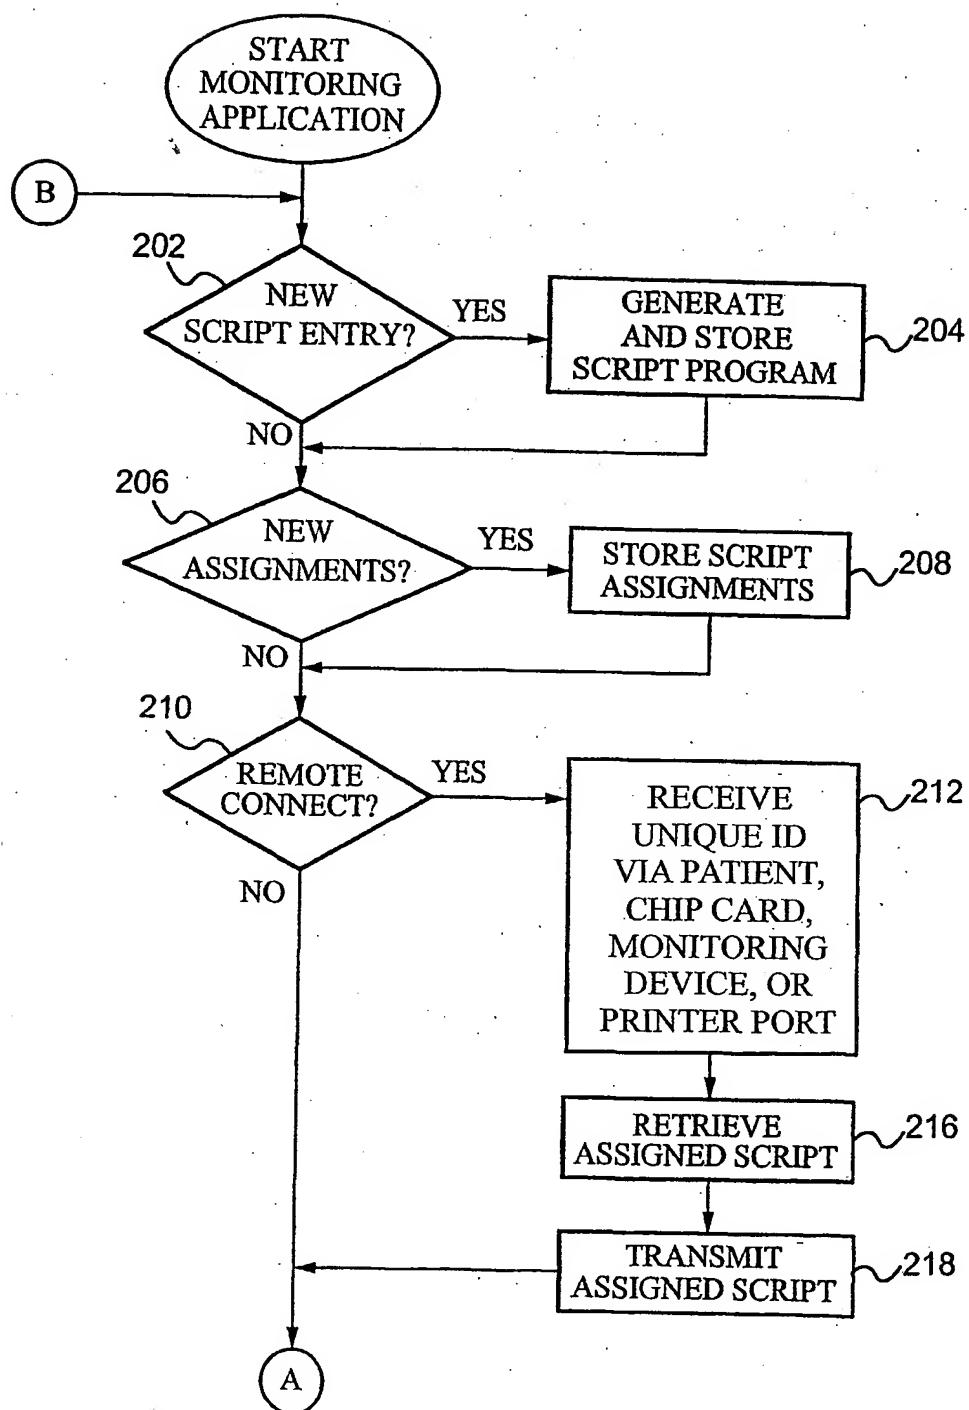 START
MONITORING
APPLICATION
B
202
NEW
SCRIPT ENTRY?
YES
GENERATE
AND STORE
SCRIPT PROGRAM
204
NO
206
NEW
ASSIGNMENTS?
YES
STORE SCRIPT
ASSIGNMENTS
208
NO
210
REMOTE
CONNECT?
YES
RECEIVE
UNIQUE ID
VIA PATIENT,
CHIP CARD,
MONITORING
DEVICE, OR
PRINTER PORT
212
NO
RETRIEVE
ASSIGNED SCRIPT
216
TRANSMIT
ASSIGNED SCRIPT
218
A